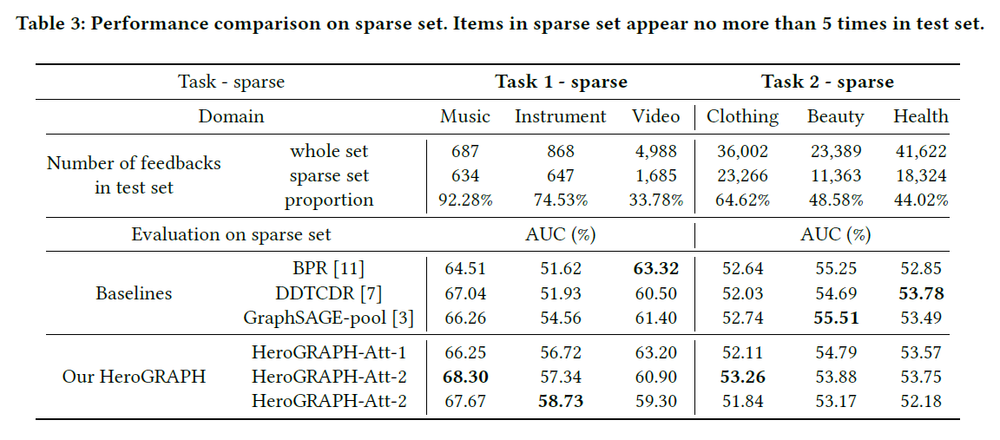 Table 3: Performance comparison on sparse set. Items in sparse set appear no more than 5 times in test set.
Task - sparse Task 1 - sparse Task 2 - sparse
Domain Music Instrument Video Clothing Beauty Health
Number of feedbacks in test set
whole set 687 868 4,988 36,002 23,389 41,622
sparse set 634 647 1,685 23,266 11,363 18,324
proportion 92.28% 74.53% 33.78% 64.62% 48.58% 44.02%
Evaluation on sparse set AUC (%) AUC (%)
BPR [11] 64.51 51.62 63.32 52.64 55.25 52.85
Baselines DDTCDR [7] 67.04 51.93 60.50 52.03 54.69 53.78
GraphSAGE-pool [3] 66.26 54.56 61.40 52.74 55.51 53.49
HeroGRAPH-Att-1 66.25 56.72 63.20 52.11 54.79 53.57
Our HeroGRAPH HeroGRAPH-Att-2 68.30 57.34 60.90 53.26 53.88 53.75
HeroGRAPH-Att-2 67.67 58.73 59.30 51.84 53.17 52.18